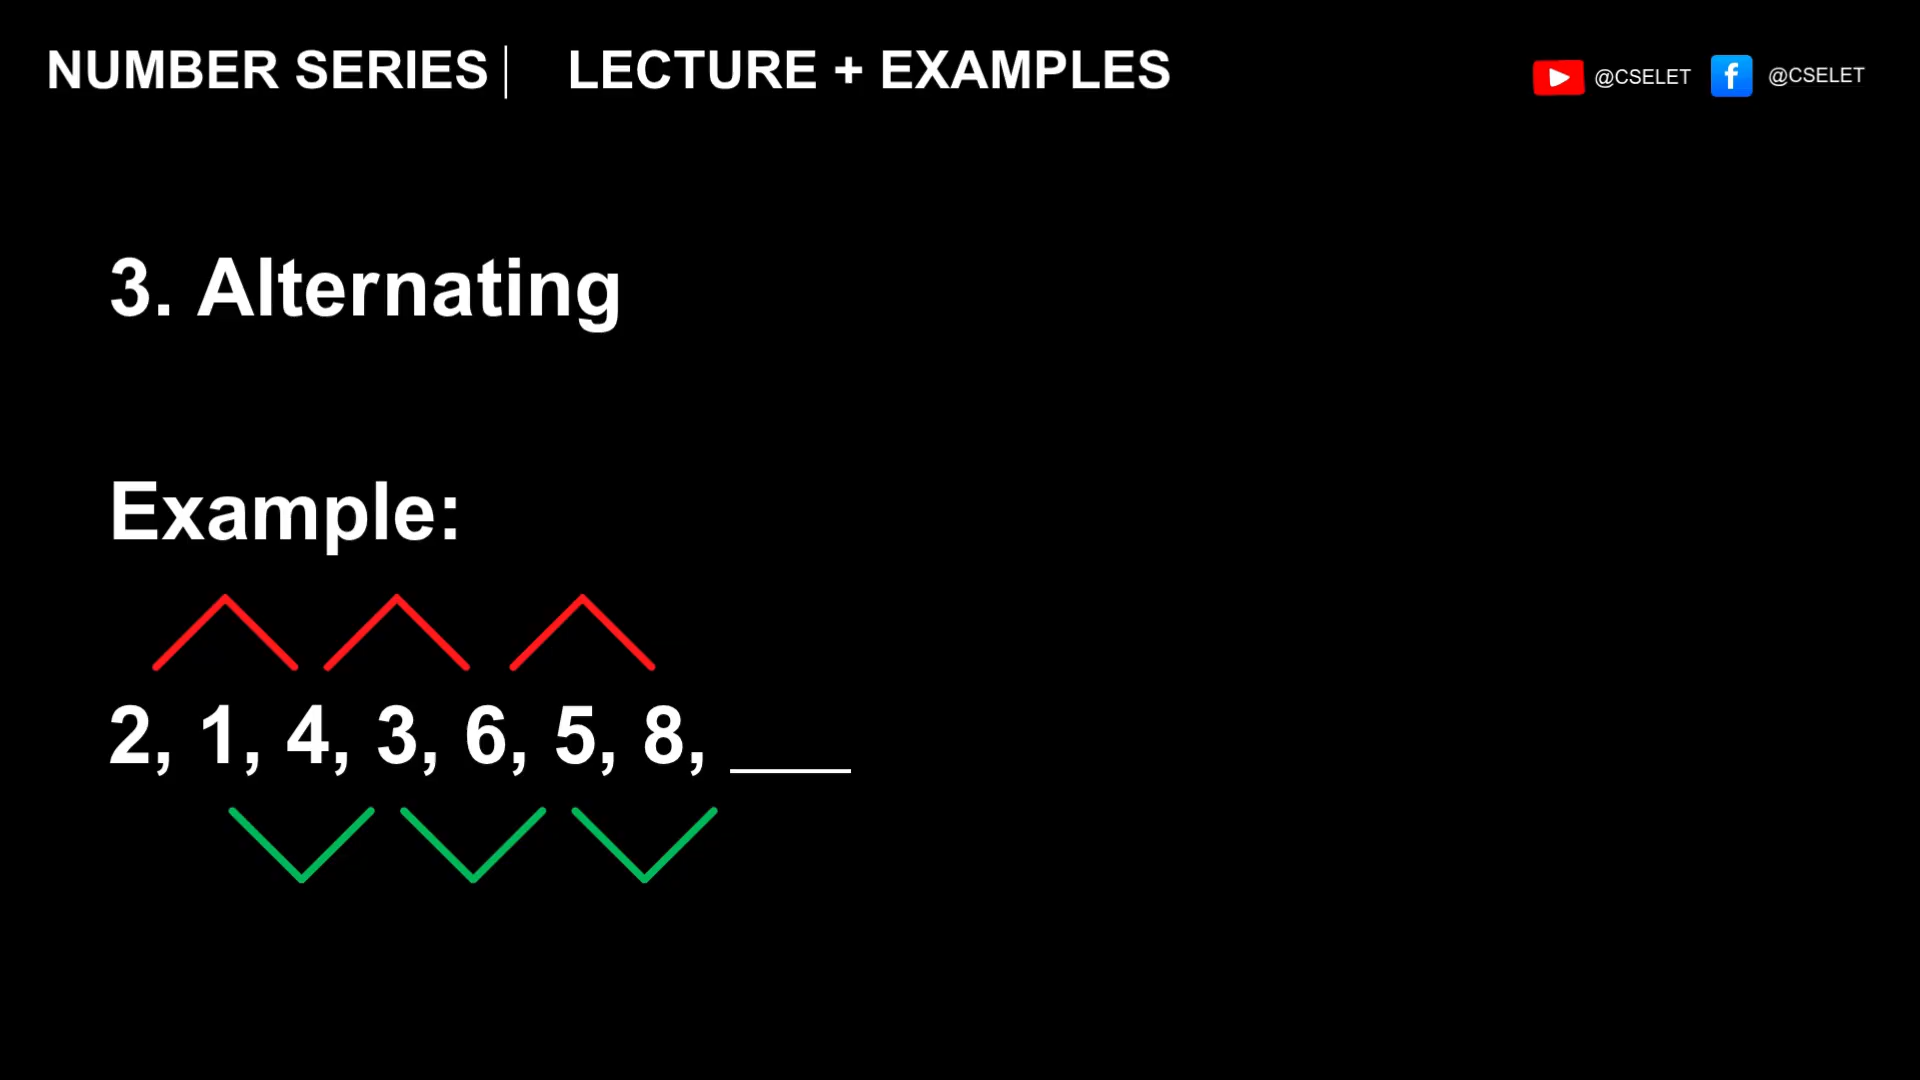 NUMBER SERIES | LECTURE + EXAMPLES
@CSELET @CSELET
3. Alternating
Example:
2, 1, 4, 3, 6, 5, 8, ___